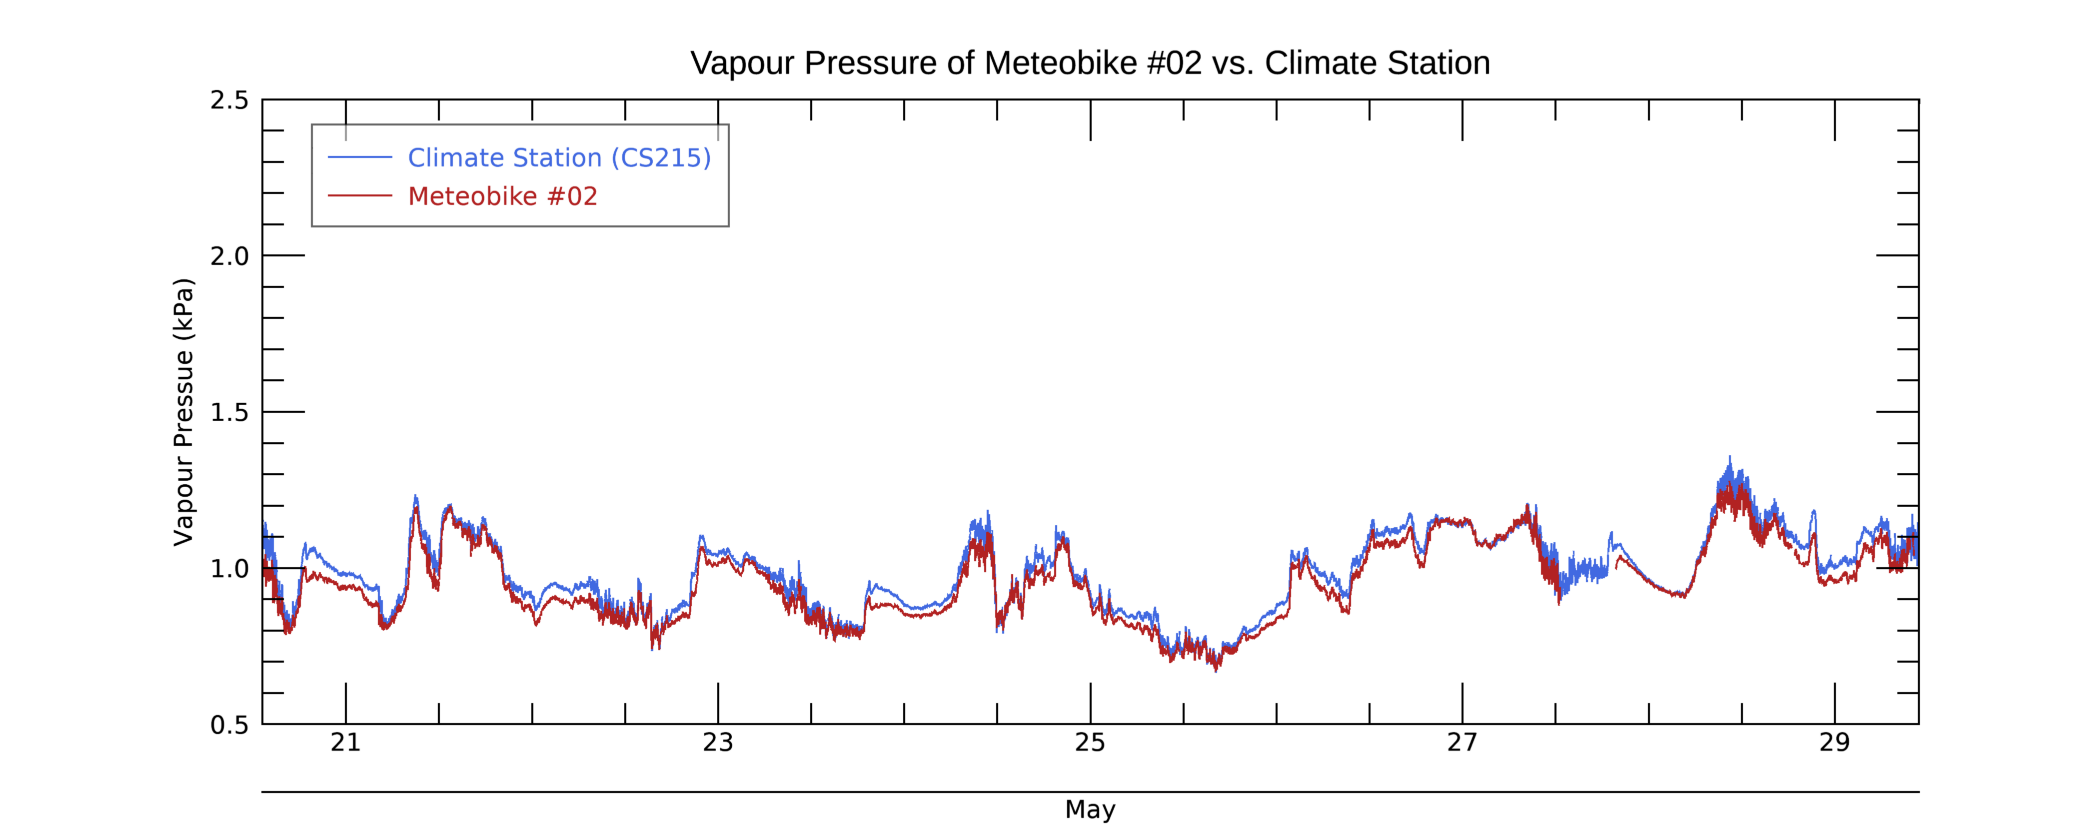 Vapour Pressure of Meteobike #02 vs. Climate Station
2.5
Climate Station (CS215)
Meteobike #02
2.0
Vapour Pressue (kPa)
1.5
1.0
0.5
21 23 25 27 29
May